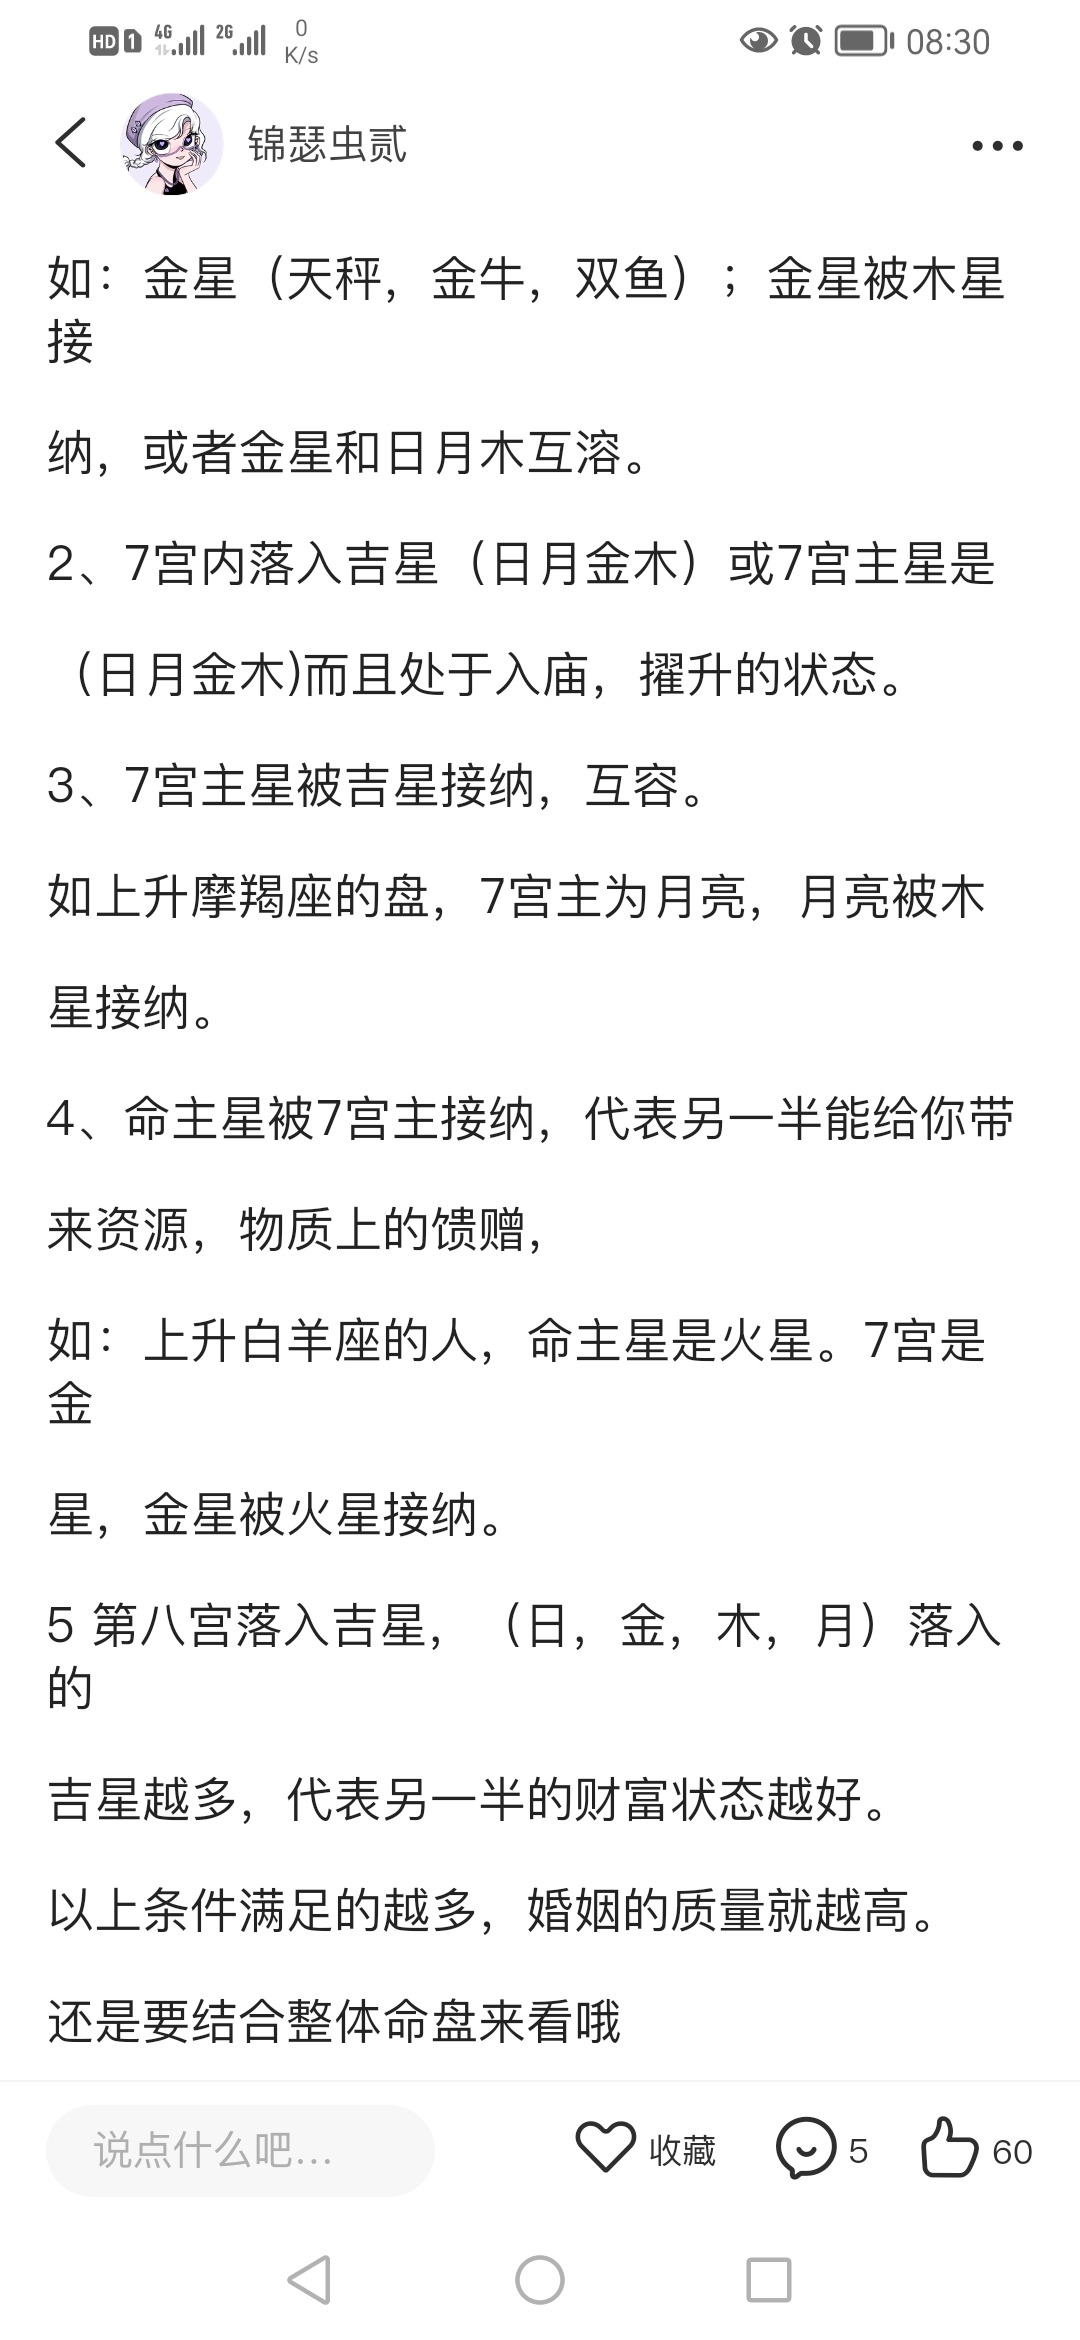 HD 1 4G 2G 0 K/s 08:30
锦瑟虫贰
如：金星（天秤，金牛，双鱼）；金星被木星
接
纳，或者金星和日月木互溶。
2、7宫内落入吉星（日月金木）或7宫主星是
（日月金木)而且处于入庙，擢升的状态。
3、7宫主星被吉星接纳，互容。
如上升摩羯座的盘，7宫主为月亮，月亮被木
星接纳。
4、命主星被7宫主接纳，代表另一半能给你带
来资源，物质上的馈赠，
如：上升白羊座的人，命主星是火星。7宫是
金
星，金星被火星接纳。
5 第八宫落入吉星，（日，金，木，月）落入
的
吉星越多，代表另一半的财富状态越好。
以上条件满足的越多，婚姻的质量就越高。
还是要结合整体命盘来看哦
说点什么吧... 收藏 5 60